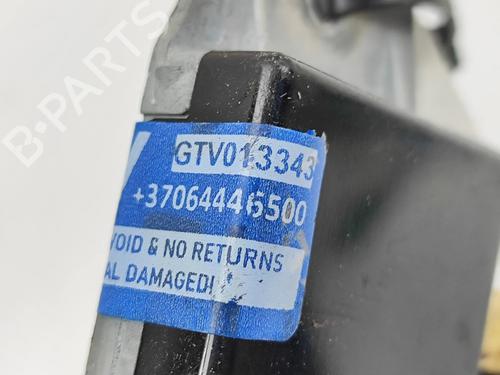 B-PARTS
GTV013343
+37064446500
VOID & NO RETURNS
AL DAMAGED!